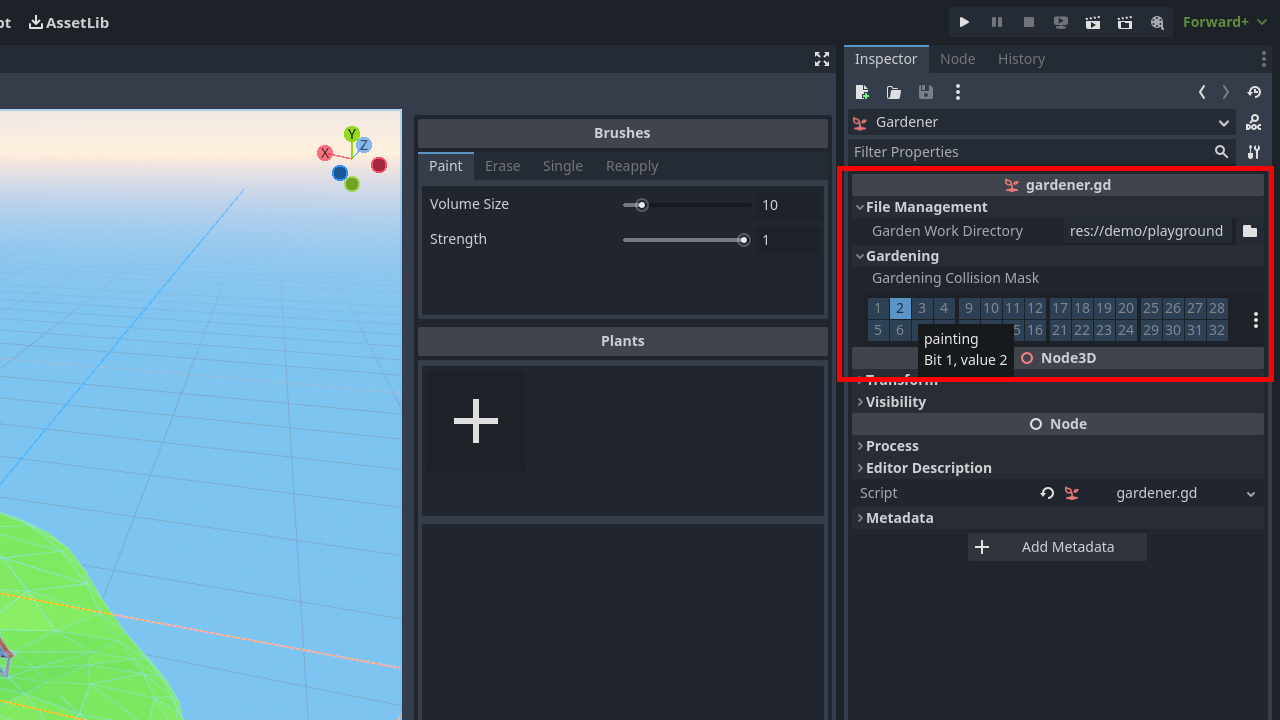 pt AssetLib Forward+
Inspector Node History
Gardener
Filter Properties
gardener.gd
File Management
Garden Work Directory res://demo/playground
Gardening
Gardening Collision Mask
1 2 3 4 9 10 11 12 17 18 19 20 25 26 27 28
5 6 5 16 21 22 23 24 29 30 31 32
painting
Bit 1, value 2
Node3D
Transform
Visibility
Node
Process
Editor Description
Script gardener.gd
Metadata
Add Metadata
Brushes
Paint Erase Single Reapply
Volume Size 10
Strength 1
Plants
Y
Z
X